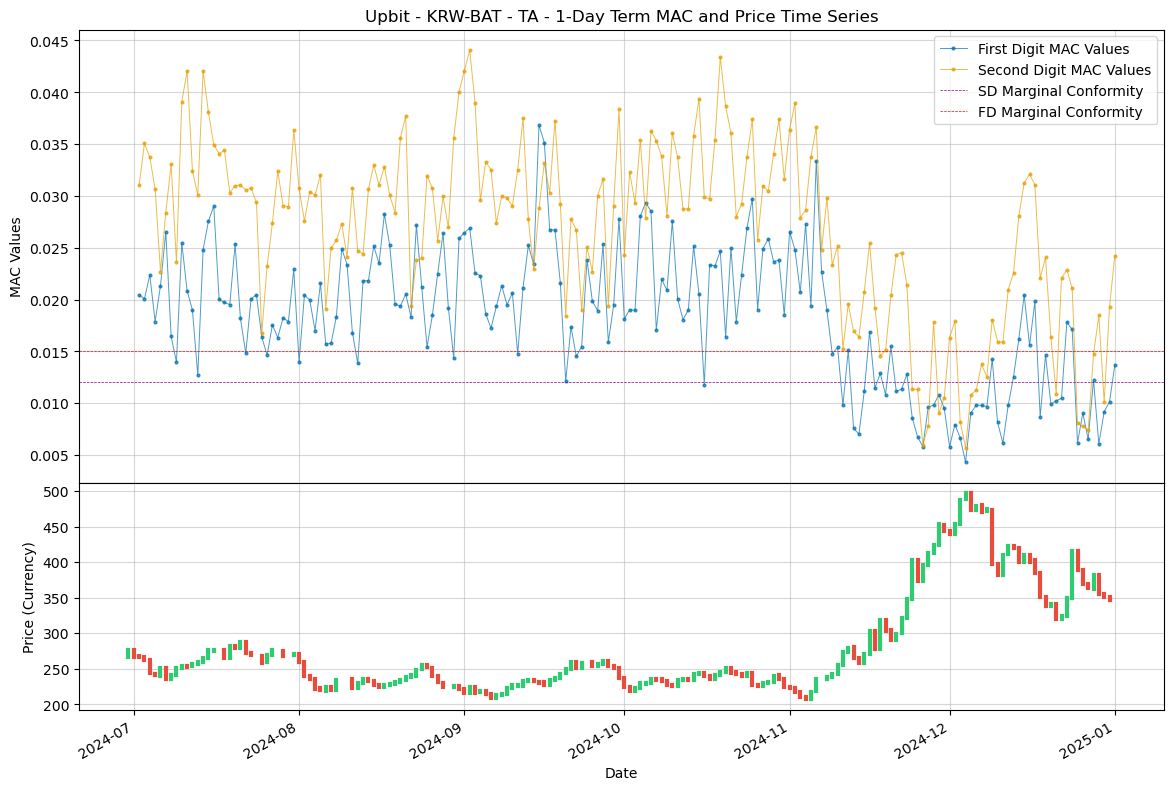 Upbit - KRW-BAT - TA - 1-Day Term MAC and Price Time Series
First Digit MAC Values
Second Digit MAC Values
SD Marginal Conformity
FD Marginal Conformity
MAC Values
0.045
0.040
0.035
0.030
0.025
0.020
0.015
0.010
0.005
Price (Currency)
500
450
400
350
300
250
200
2024-07
2024-08
2024-09
2024-10
2024-11
2024-12
2025-01
Date